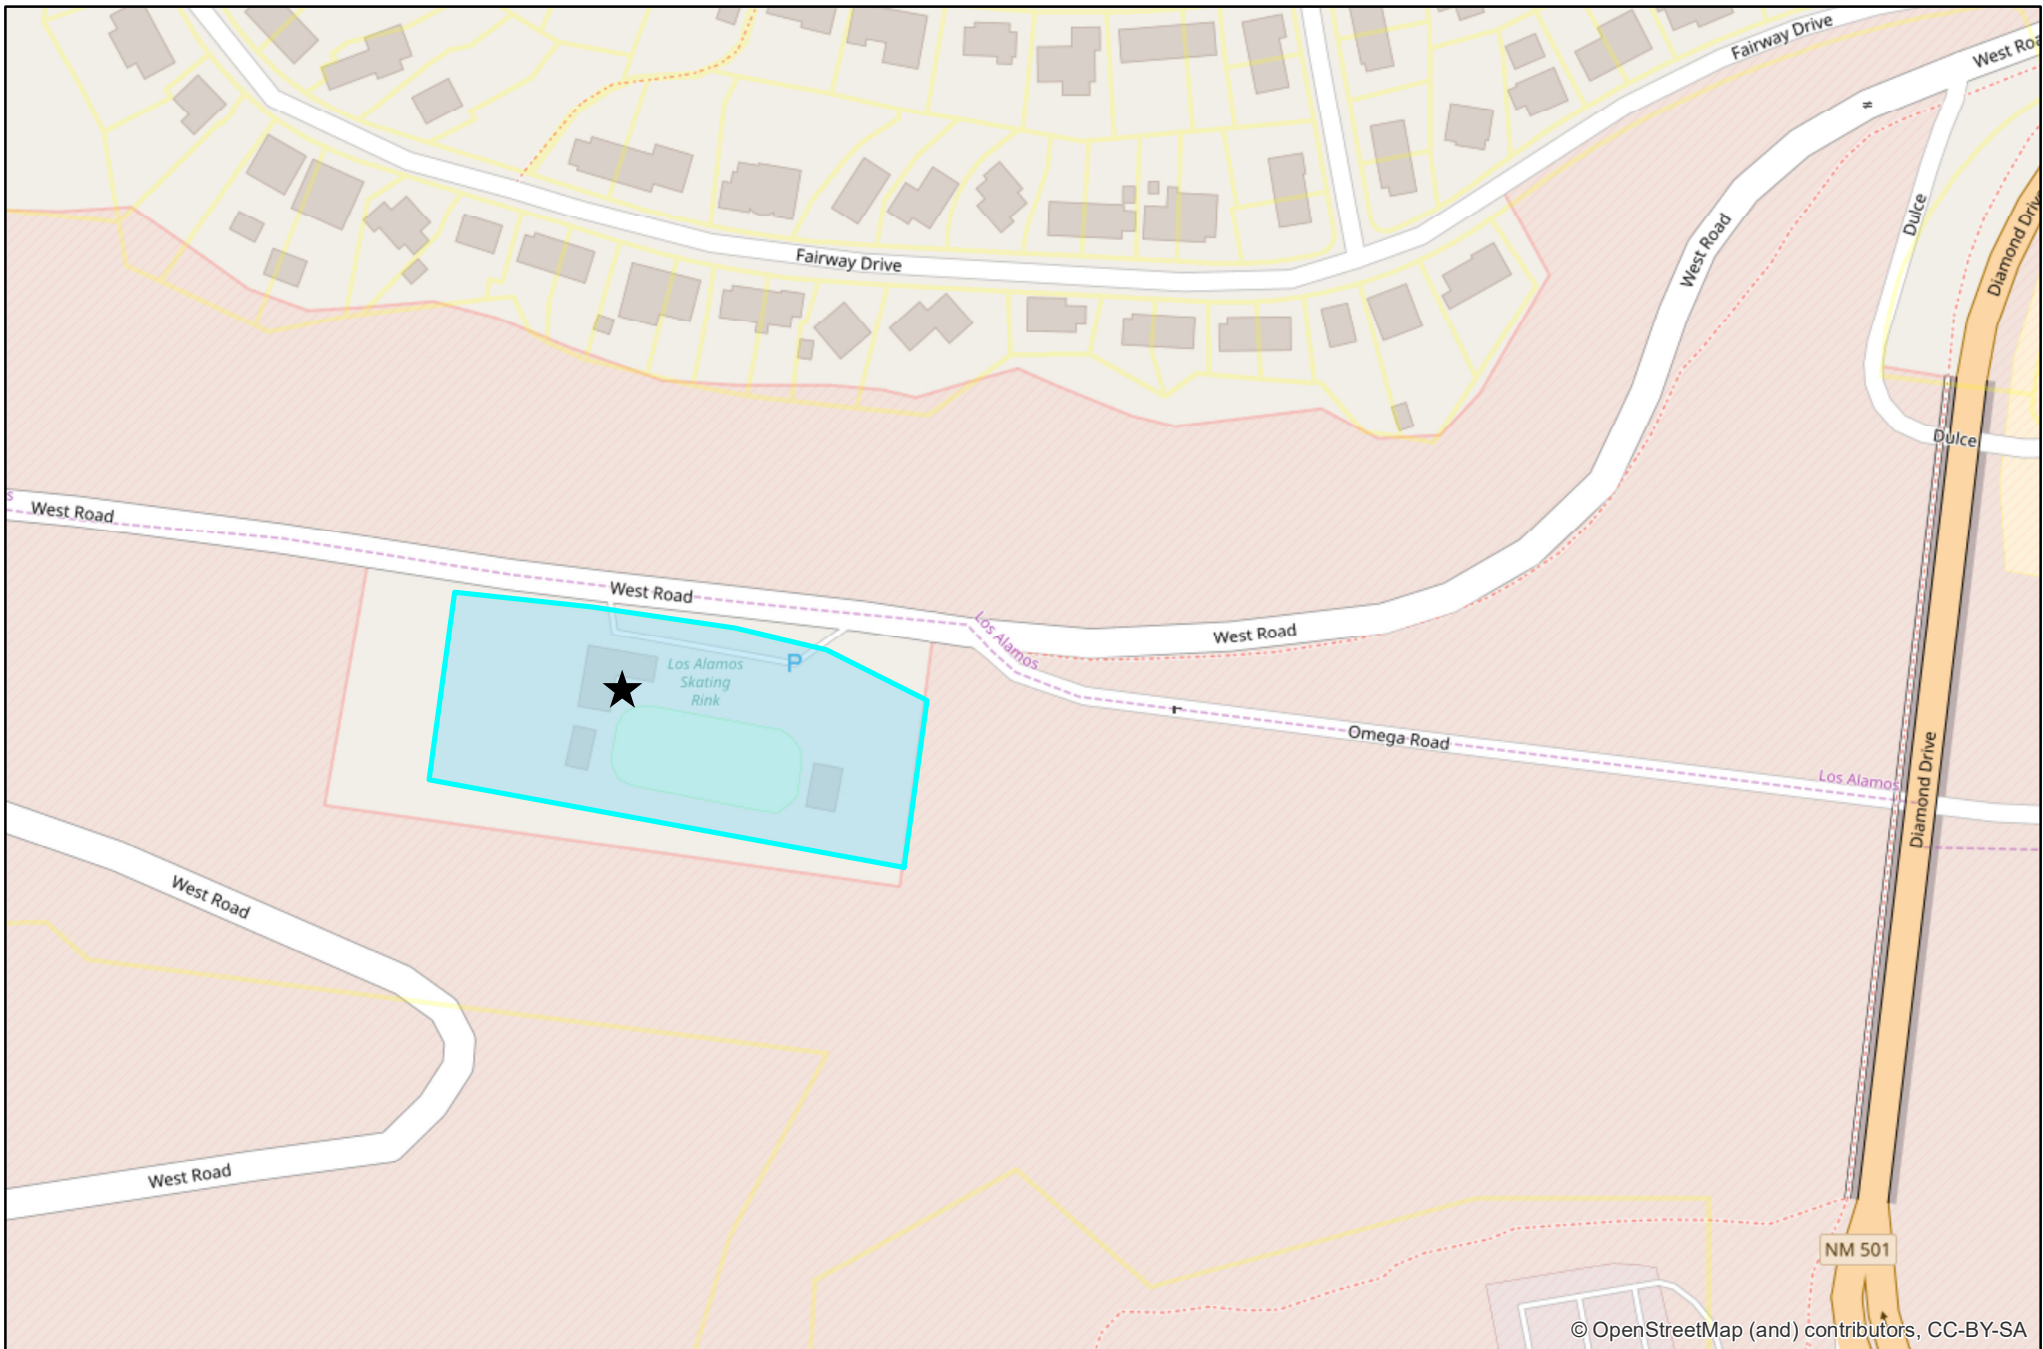 Fairway Drive
West Roa
Dulce
Diamond Driv
West Road
Fairway Drive
Dulce
s
West Road
West Road
Los Alamos
West Road
Los Alamos
Skating
Rink
P
Omega Road
Los Alamos
Diamond Drive
West Road
West Road
NM 501
© OpenStreetMap (and) contributors, CC-BY-SA